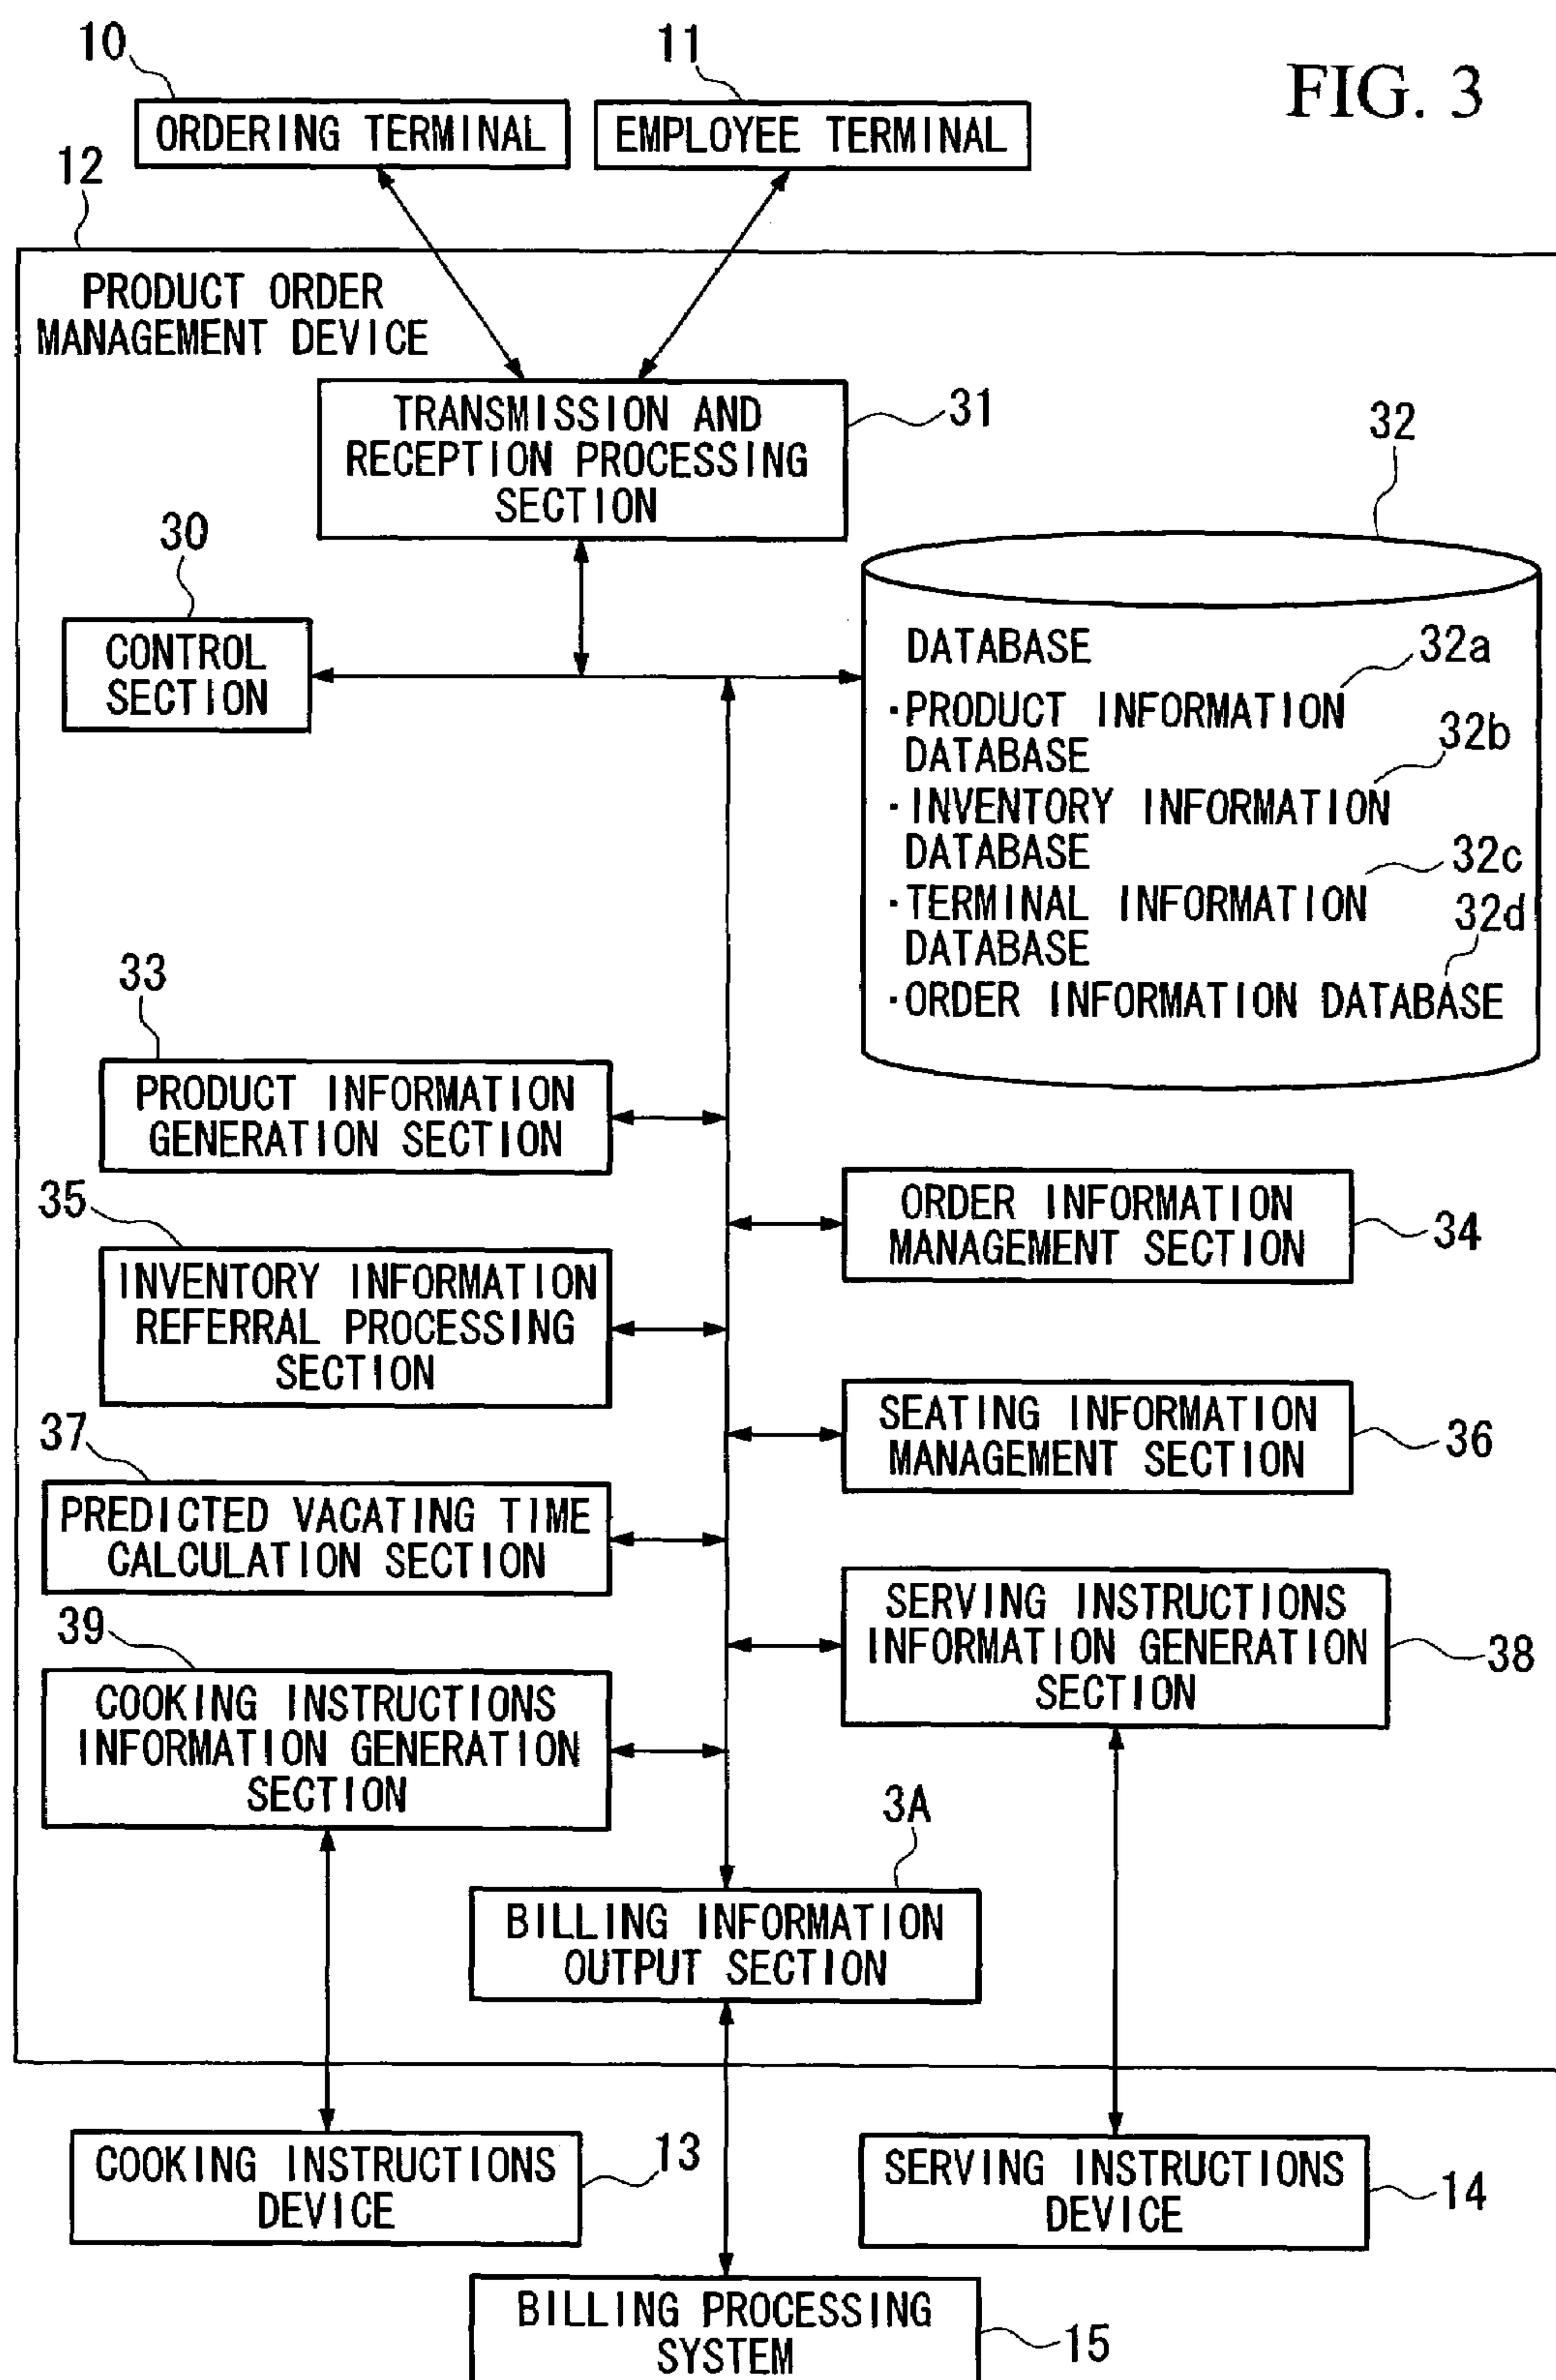 FIG. 3
10
11
ORDERING TERMINAL
EMPLOYEE TERMINAL
12
PRODUCT ORDER
MANAGEMENT DEVICE
TRANSMISSION AND
RECEPTION PROCESSING
SECTION
31
32
30
CONTROL
SECTION
DATABASE
32a
·PRODUCT INFORMATION
DATABASE
32b
·INVENTORY INFORMATION
DATABASE
32c
·TERMINAL INFORMATION
DATABASE
32d
·ORDER INFORMATION DATABASE
33
PRODUCT INFORMATION
GENERATION SECTION
ORDER INFORMATION
MANAGEMENT SECTION
34
35
INVENTORY INFORMATION
REFERRAL PROCESSING
SECTION
SEATING INFORMATION
MANAGEMENT SECTION
36
37
PREDICTED VACATING TIME
CALCULATION SECTION
SERVING INSTRUCTIONS
INFORMATION GENERATION
SECTION
38
39
COOKING INSTRUCTIONS
INFORMATION GENERATION
SECTION
3A
BILLING INFORMATION
OUTPUT SECTION
COOKING INSTRUCTIONS
DEVICE
13
SERVING INSTRUCTIONS
DEVICE
14
BILLING PROCESSING
SYSTEM
15